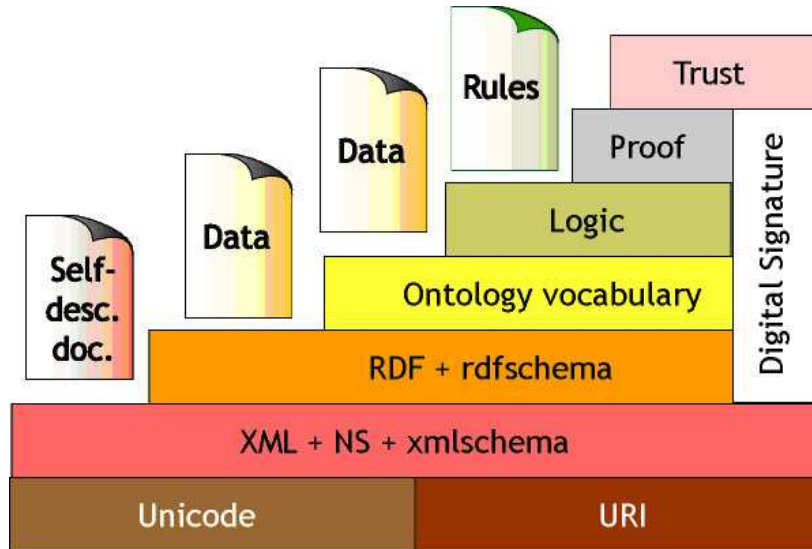 Trust
Rules
Proof
Data
Logic
Data
Ontology vocabulary
Digital Signature
Self-
desc.
doc.
RDF + rdfschema
XML + NS + xmlschema
Unicode
URI